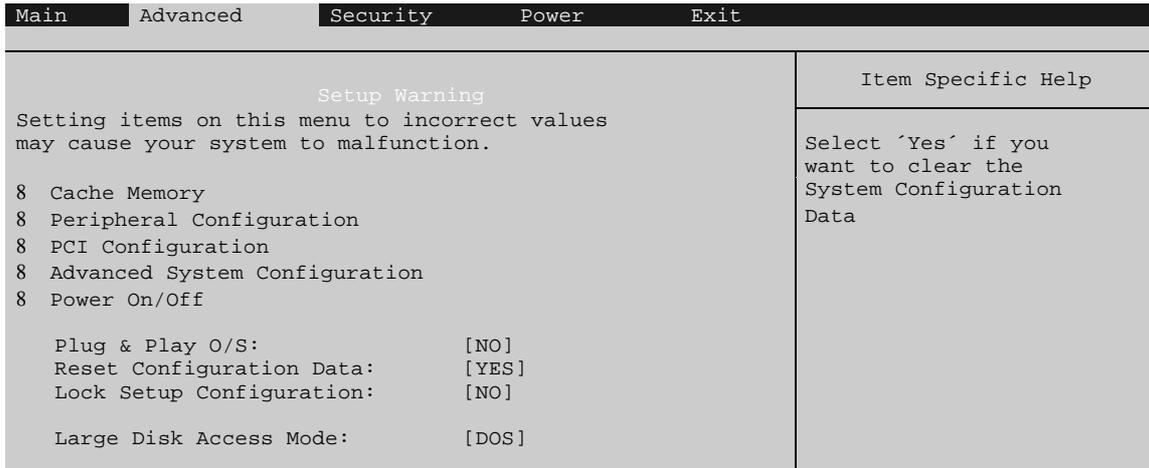 Main Advanced Security Power Exit
Setup Warning
Setting items on this menu to incorrect values
may cause your system to malfunction.
8 Cache Memory
8 Peripheral Configuration
8 PCI Configuration
8 Advanced System Configuration
8 Power On/Off
Plug & Play O/S: [NO]
Reset Configuration Data: [YES]
Lock Setup Configuration: [NO]
Large Disk Access Mode: [DOS]
Item Specific Help
Select ´Yes´ if you
want to clear the
System Configuration
Data